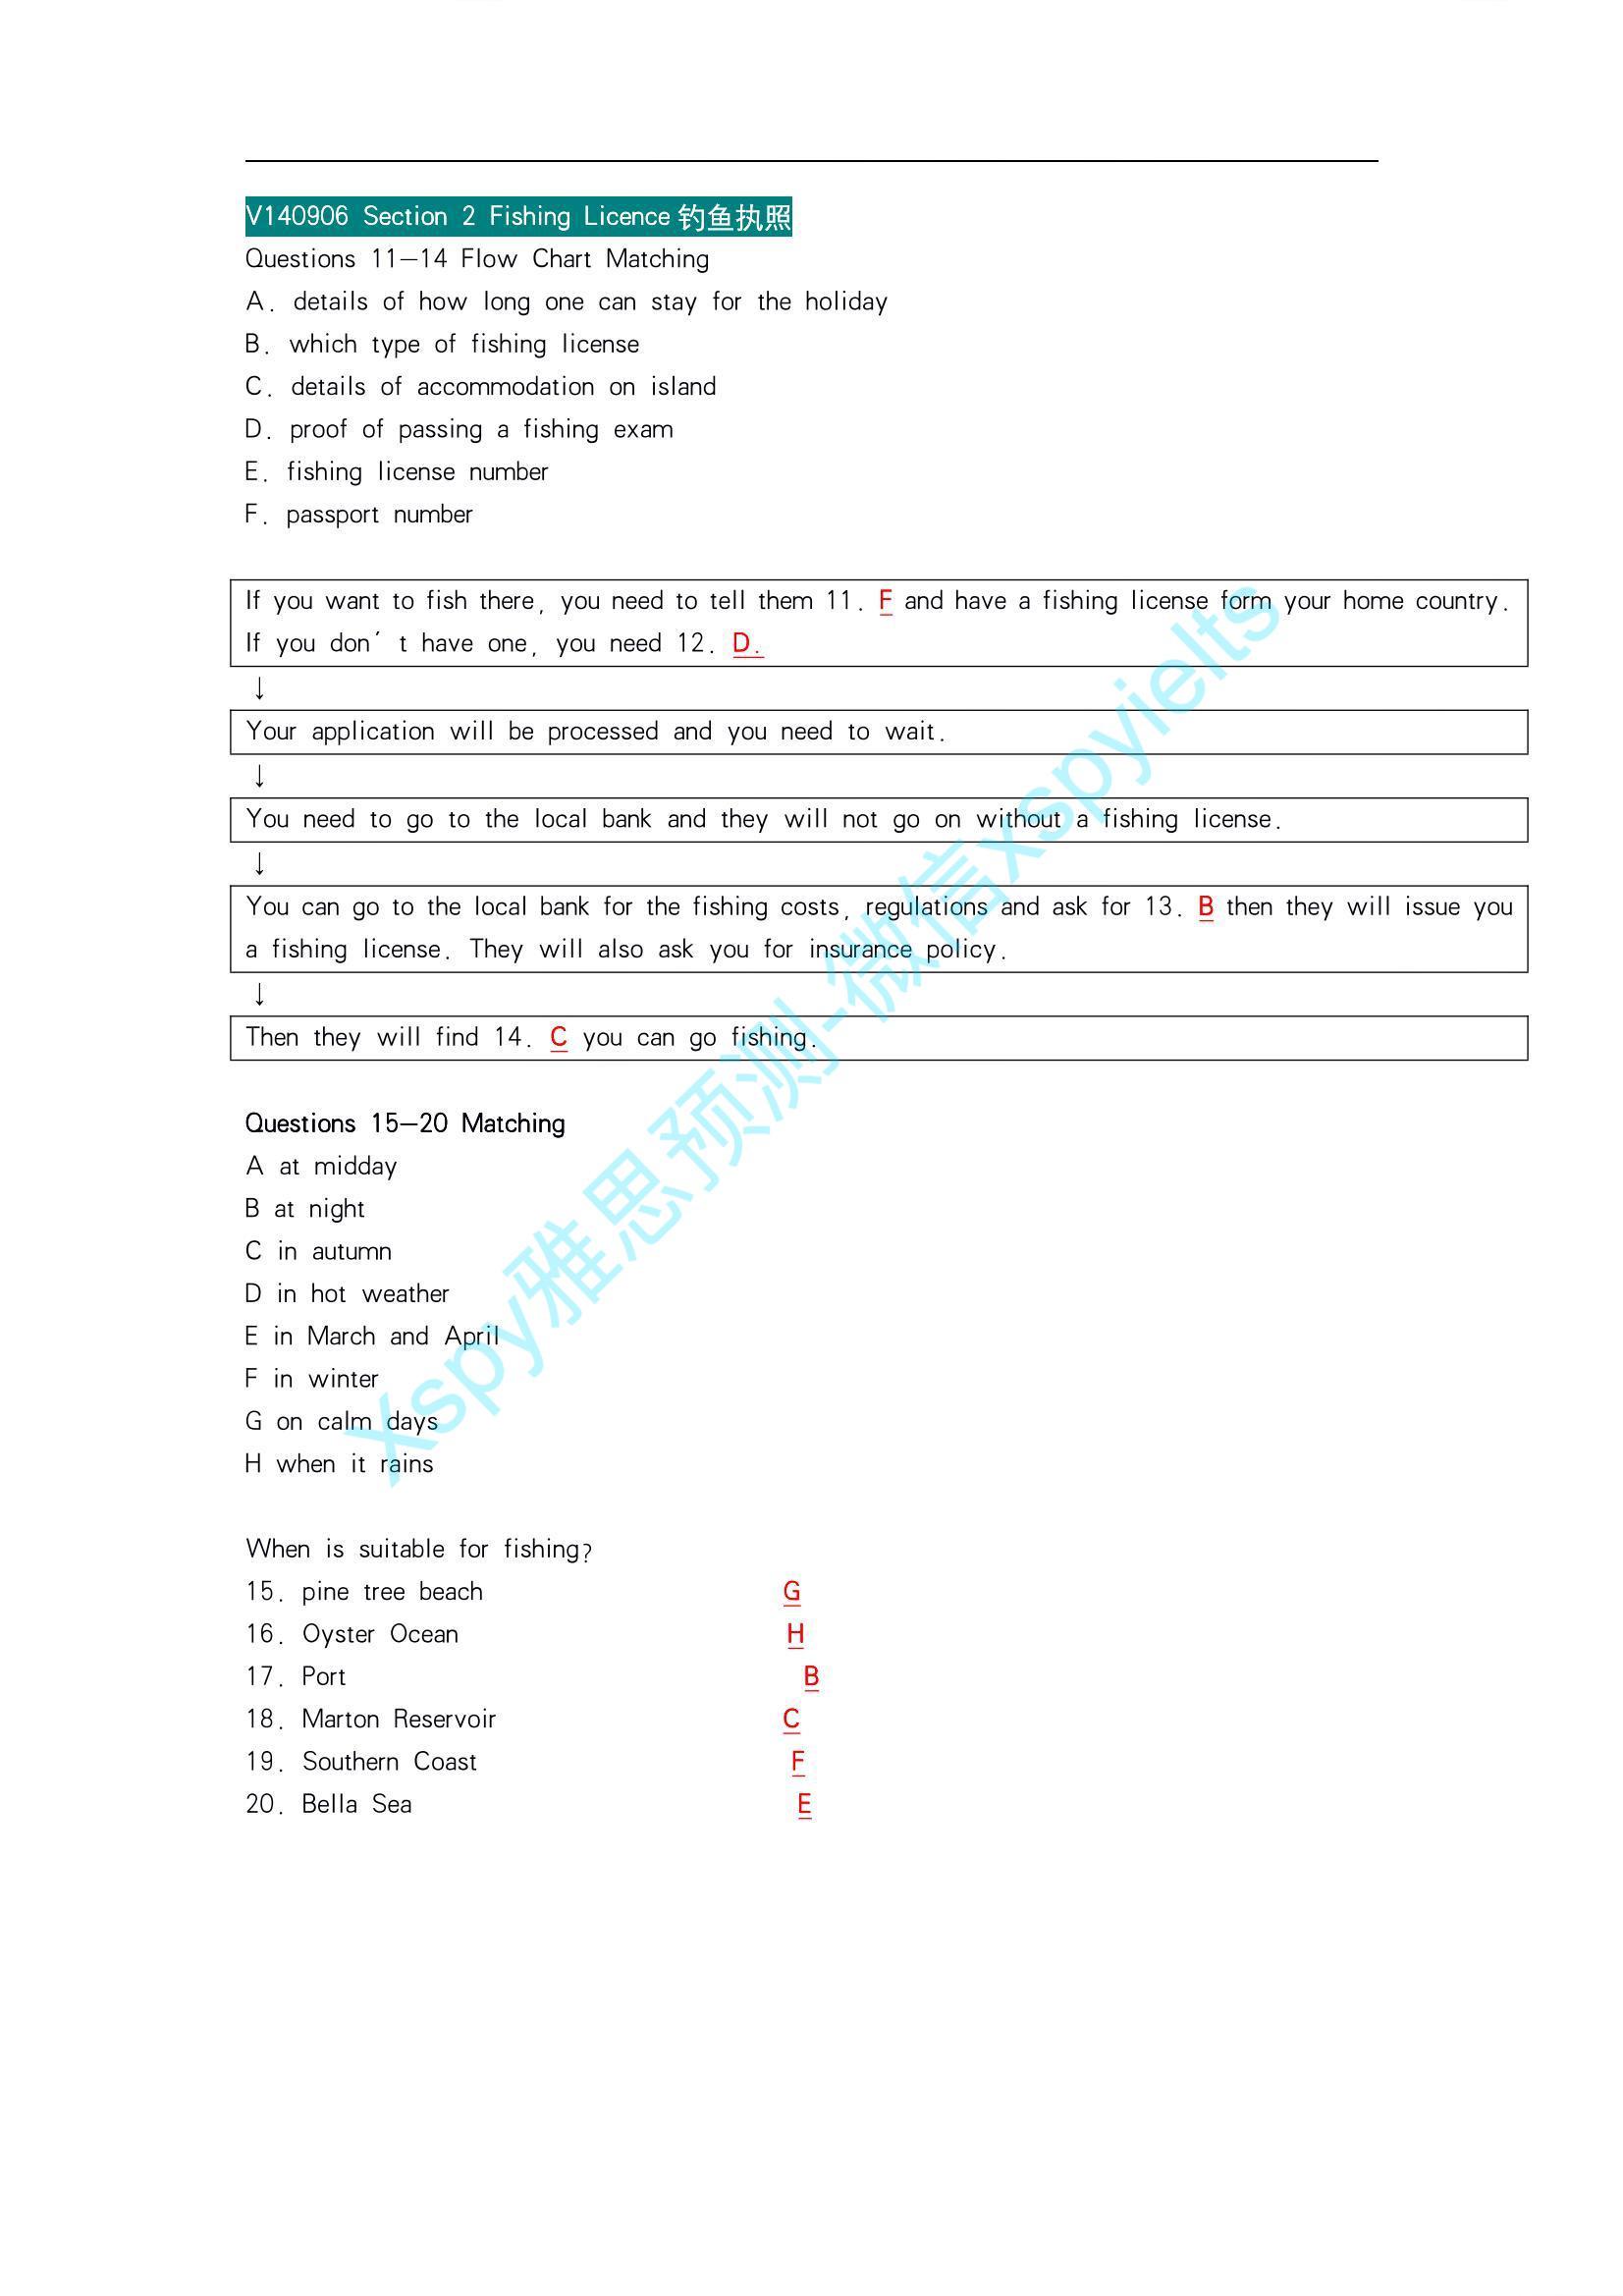 V140906 Section 2 Fishing Licence 钓鱼执照
Questions 11—14 Flow Chart Matching
A. details of how long one can stay for the holiday
B. which type of fishing license
C. details of accommodation on island
D. proof of passing a fishing exam
E. fishing license number
F. passport number
If you want to fish there, you need to tell them 11. F and have a fishing license form your home country.
If you don't have one, you need 12. D.
↓
Your application will be processed and you need to wait.
↓
You need to go to the local bank and they will not go on without a fishing license.
↓
You can go to the local bank for the fishing costs, regulations and ask for 13. B then they will issue you
a fishing license. They will also ask you for insurance policy.
↓
Then they will find 14. C you can go fishing.
Questions 15—20 Matching
A at midday
B at night
C in autumn
D in hot weather
E in March and April
F in winter
G on calm days
H when it rains
When is suitable for fishing?
15. pine tree beach G
16. Oyster Ocean H
17. Port B
18. Marton Reservoir C
19. Southern Coast F
20. Bella Sea E
Xspy雅思预测-微信xspyielts